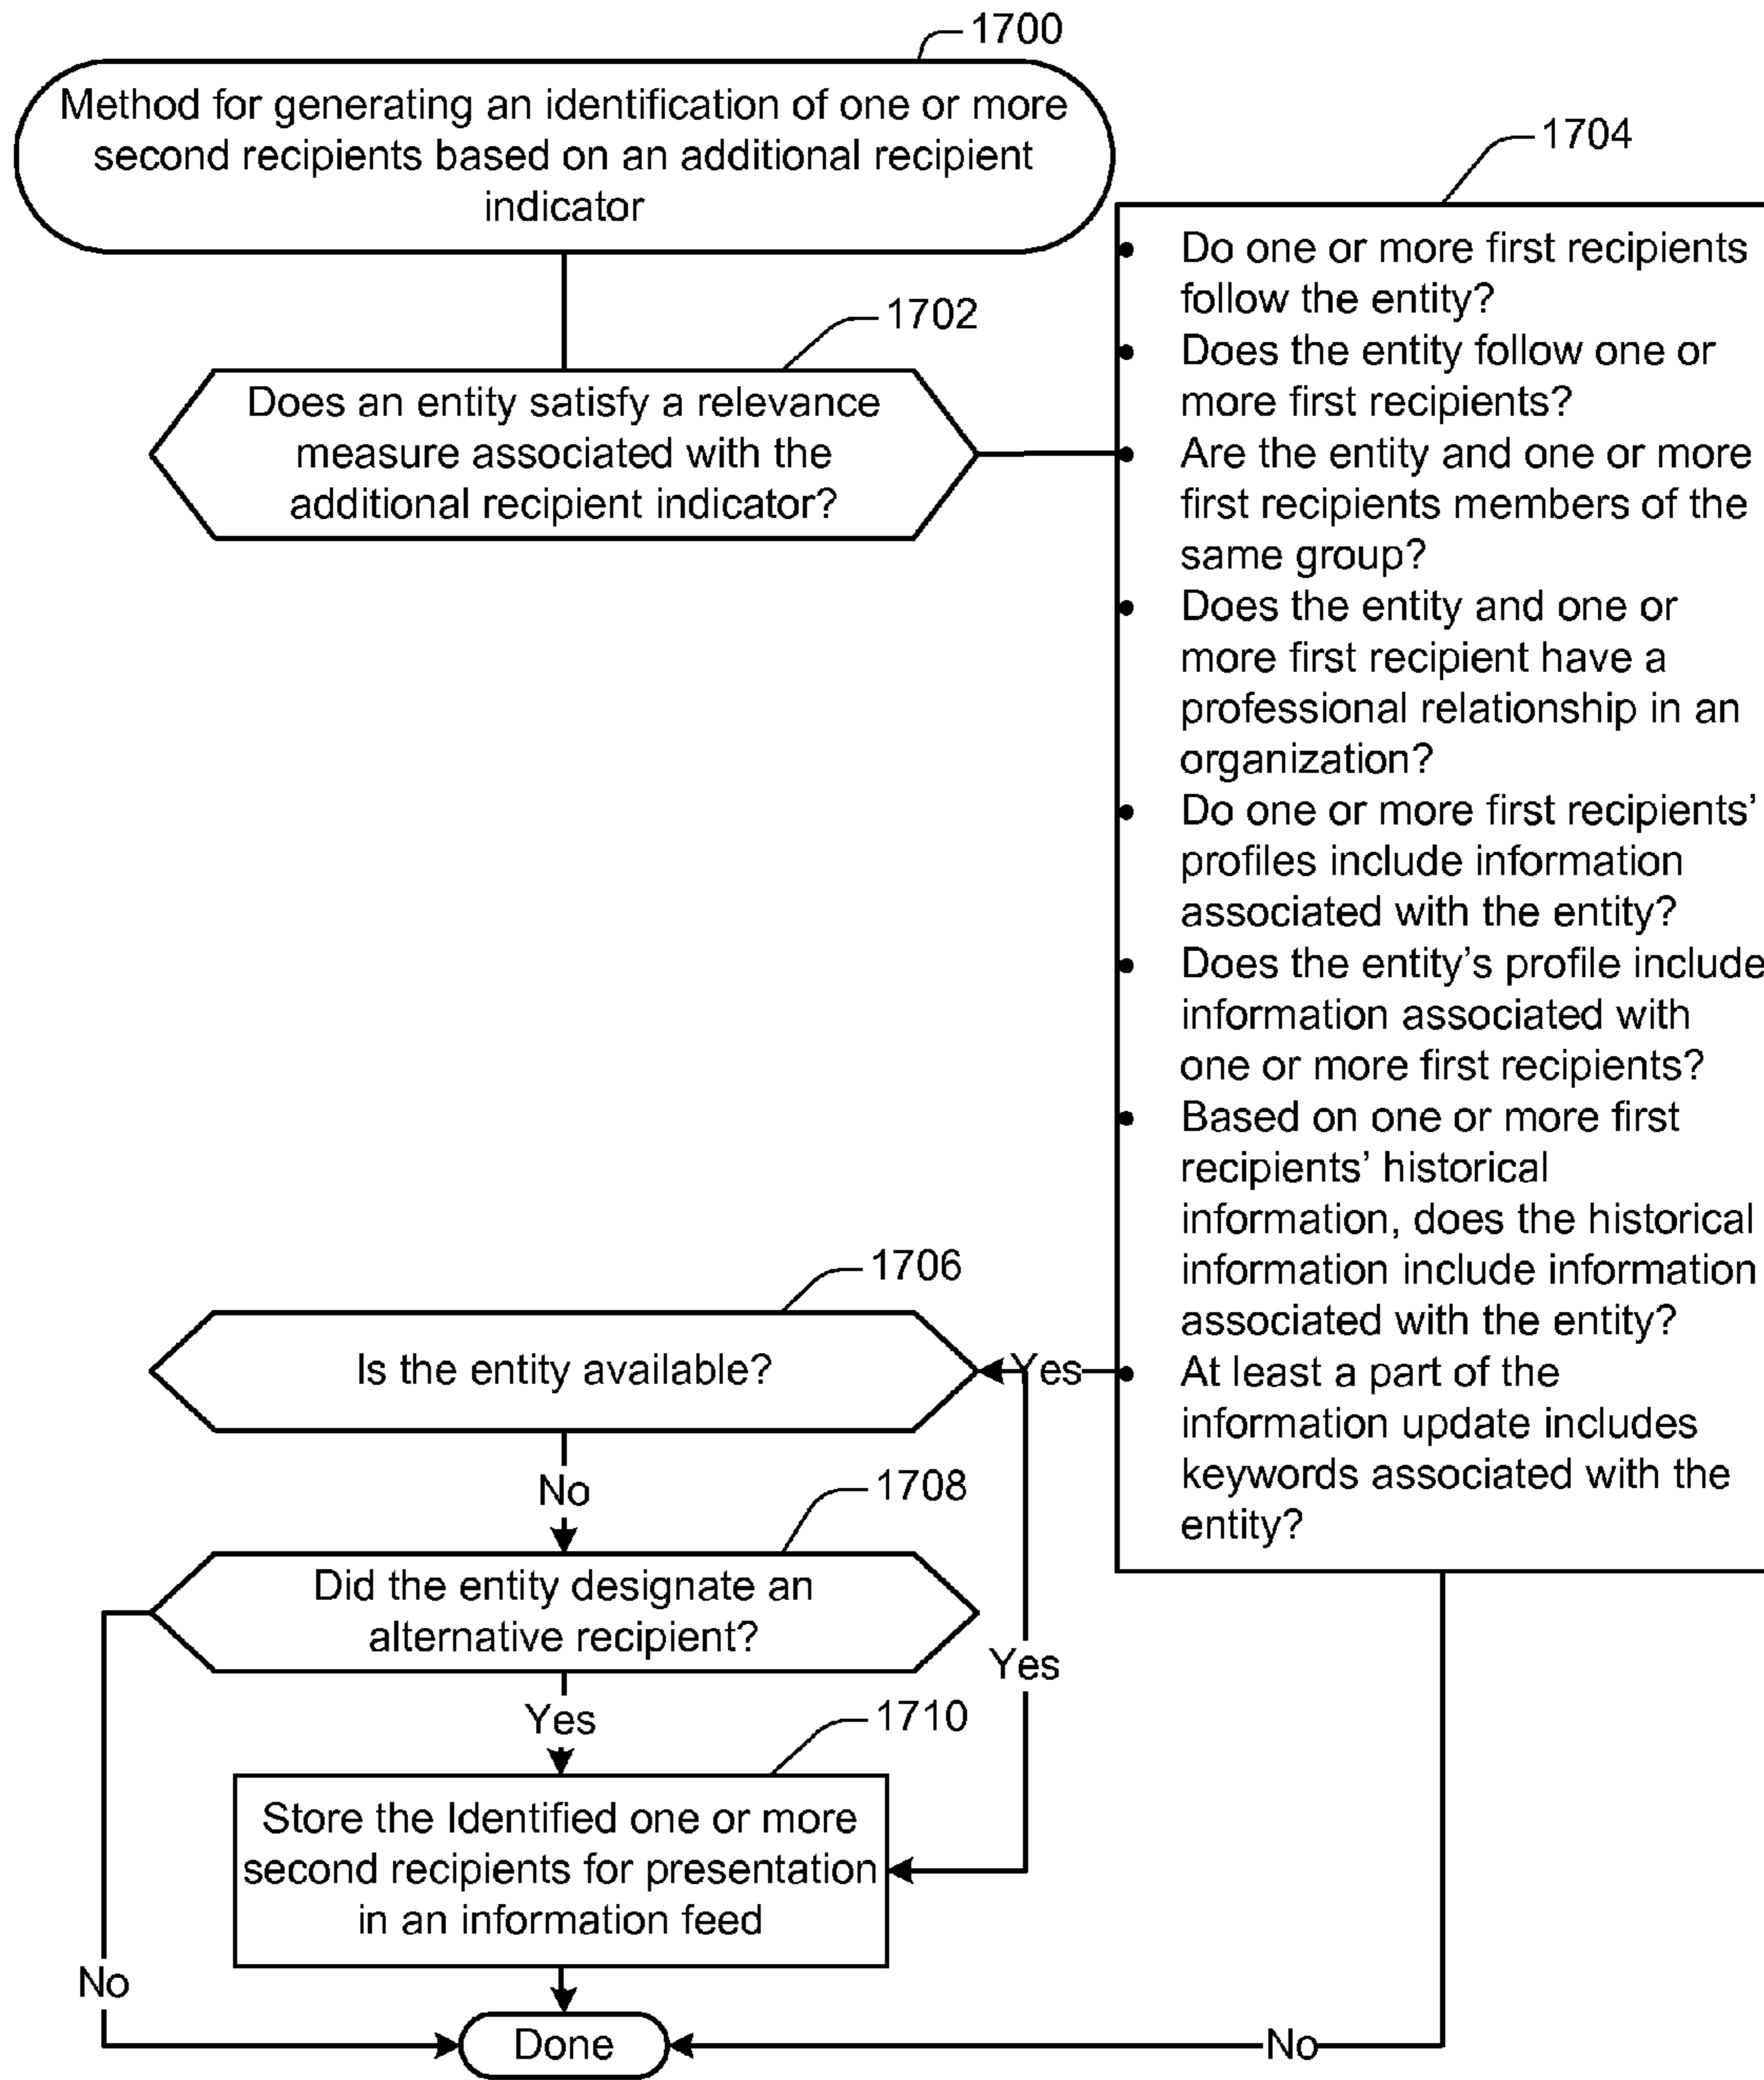 1700
Method for generating an identification of one or more
second recipients based on an additional recipient
indicator
1702
Does an entity satisfy a relevance
measure associated with the
additional recipient indicator?
1704
• Do one or more first recipients
follow the entity?
• Does the entity follow one or
more first recipients?
• Are the entity and one or more
first recipients members of the
same group?
• Does the entity and one or
more first recipient have a
professional relationship in an
organization?
• Do one or more first recipients’
profiles include information
associated with the entity?
• Does the entity’s profile include
information associated with
one or more first recipients?
• Based on one or more first
recipients’ historical
information, does the historical
information include information
associated with the entity?
• At least a part of the
information update includes
keywords associated with the
entity?
1706
Is the entity available?
Yes
No
1708
Did the entity designate an
alternative recipient?
Yes
Yes
1710
Store the Identified one or more
second recipients for presentation
in an information feed
No
Done
No